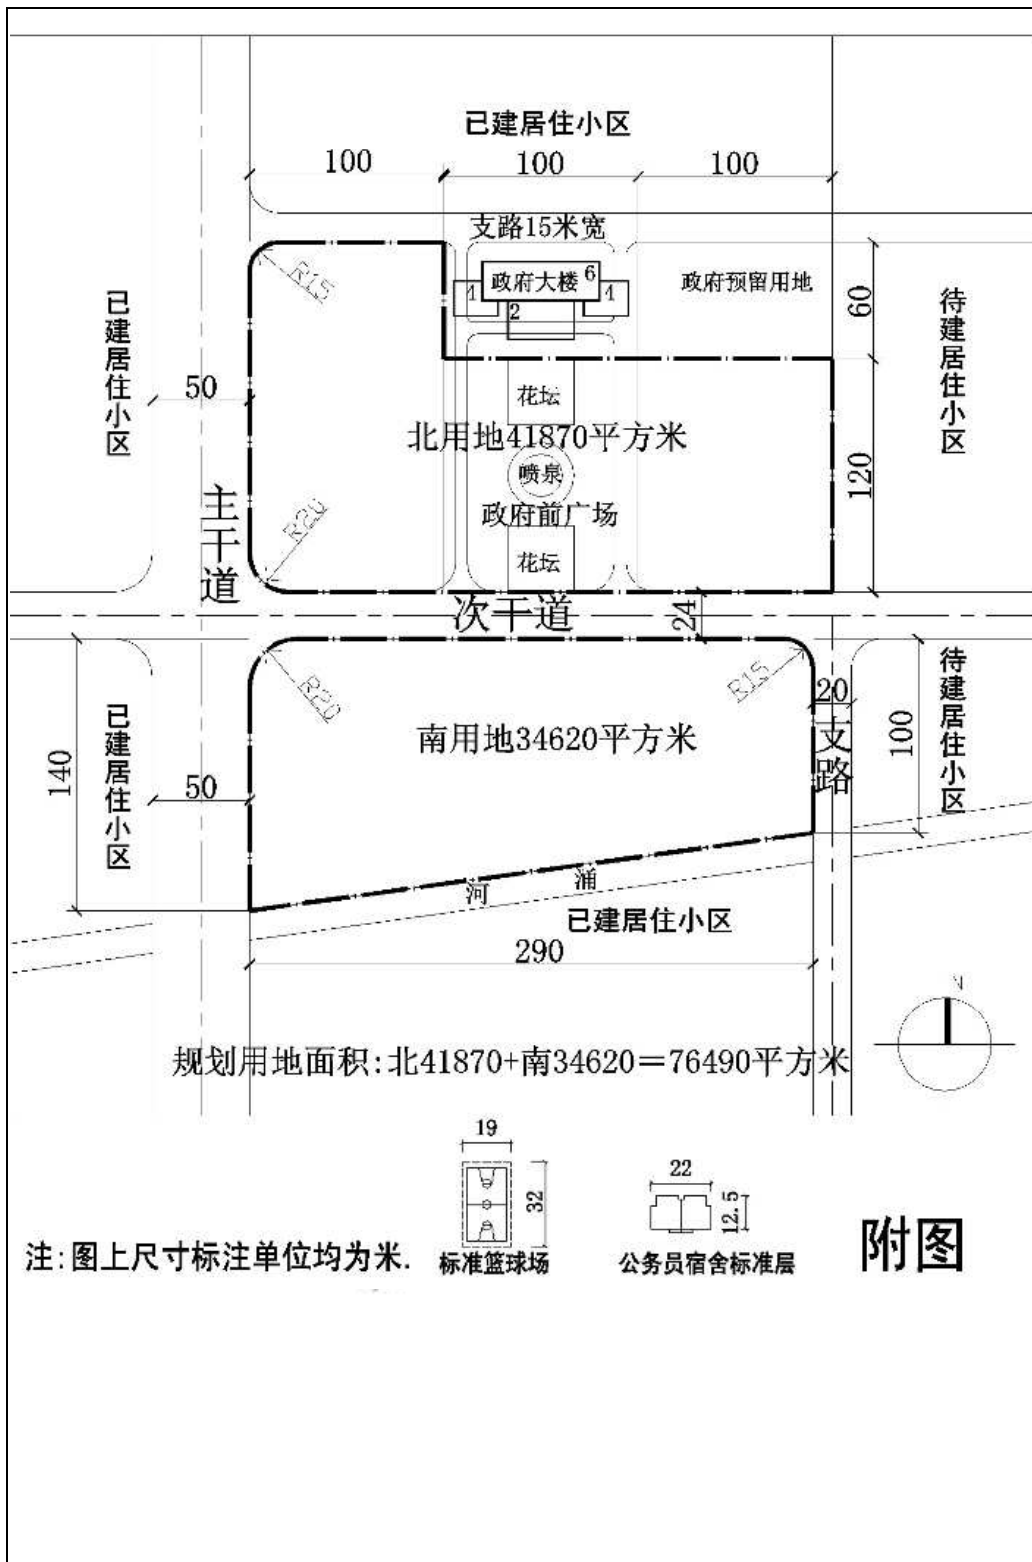 已建居住小区
100
100
100
支路15米宽
R15
政府大楼
6
4
4
2
政府预留用地
60
已建居住小区
待建居住小区
50
花坛
北用地41870平方米
喷泉
120
政府前广场
主干道
R20
花坛
次干道
24
R20
R15
20
待建居住小区
南用地34620平方米
支路
100
140
已建居住小区
50
河
涌
已建居住小区
290
N
规划用地面积:北41870+南34620=76490平方米
19
32
22
12.5
注:图上尺寸标注单位均为米.
标准篮球场
公务员宿舍标准层
附图